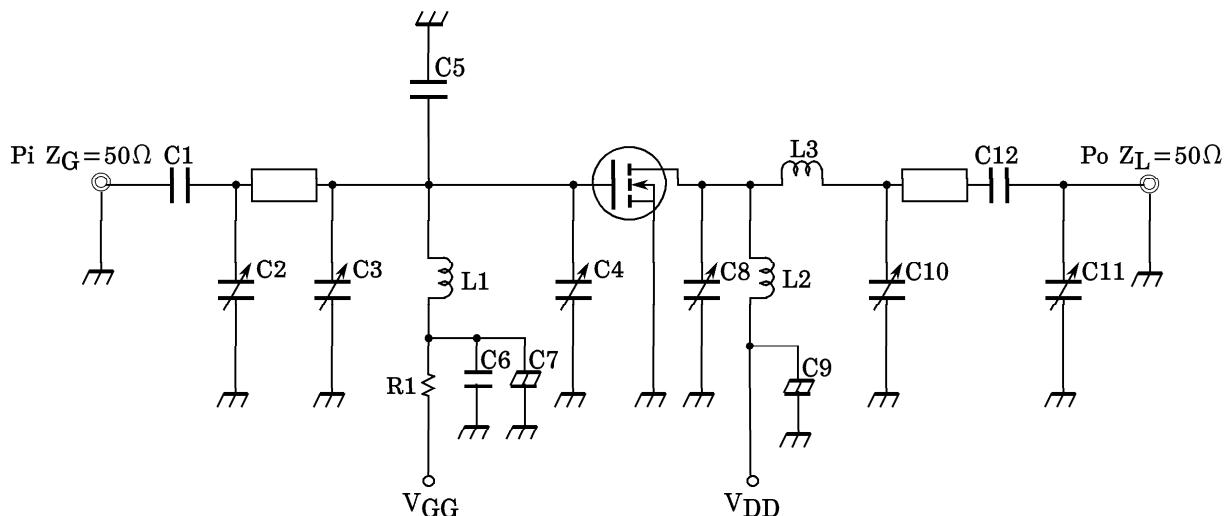 C5
Pi Z_G=50Ω C1
L3
C12
Po Z_L=50Ω
C2
C3
L1
C4
C8
L2
C10
C11
R1
C6
C7
C9
V_GG
V_DD